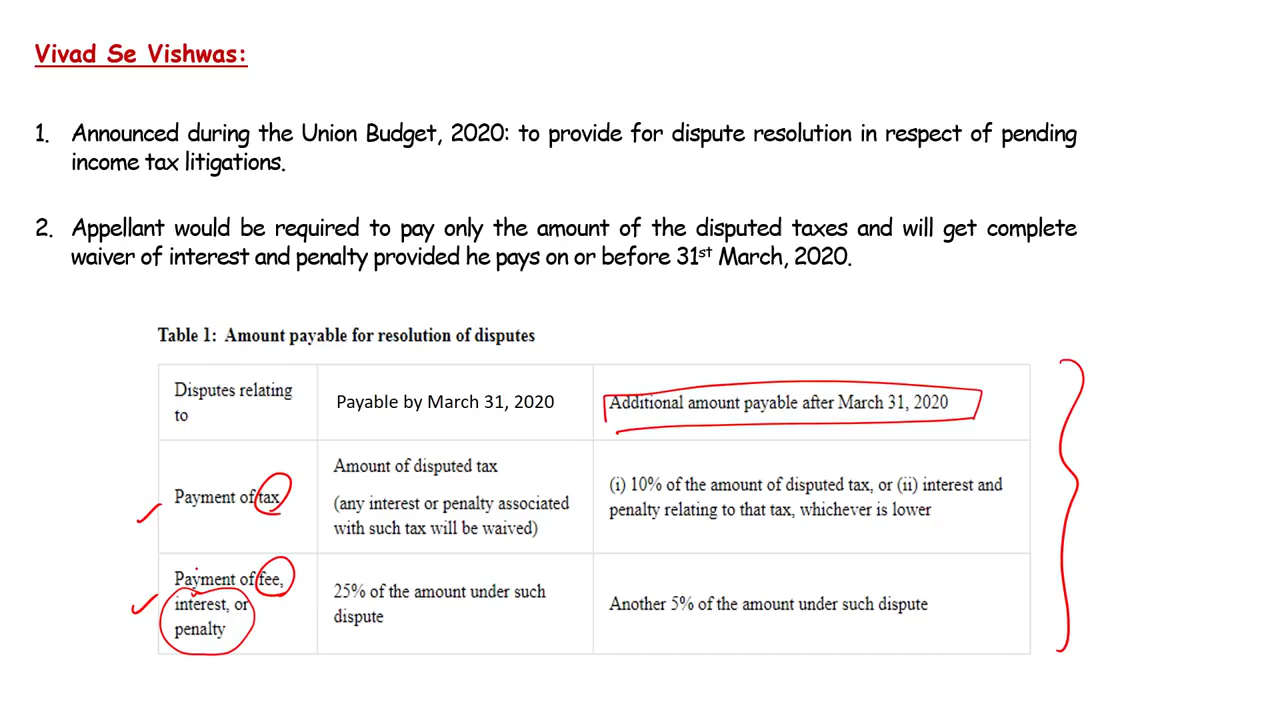 Vivad Se Vishwas:
1. Announced during the Union Budget, 2020: to provide for dispute resolution in respect of pending
income tax litigations.
2. Appellant would be required to pay only the amount of the disputed taxes and will get complete
waiver of interest and penalty provided he pays on or before 31st March, 2020.
Table 1: Amount payable for resolution of disputes
Disputes relating
to
Payable by March 31, 2020
Additional amount payable after March 31, 2020
Payment of tax
Amount of disputed tax
(any interest or penalty associated
with such tax will be waived)
(i) 10% of the amount of disputed tax, or (ii) interest and
penalty relating to that tax, whichever is lower
Payment of fee,
interest, or
penalty
25% of the amount under such
dispute
Another 5% of the amount under such dispute